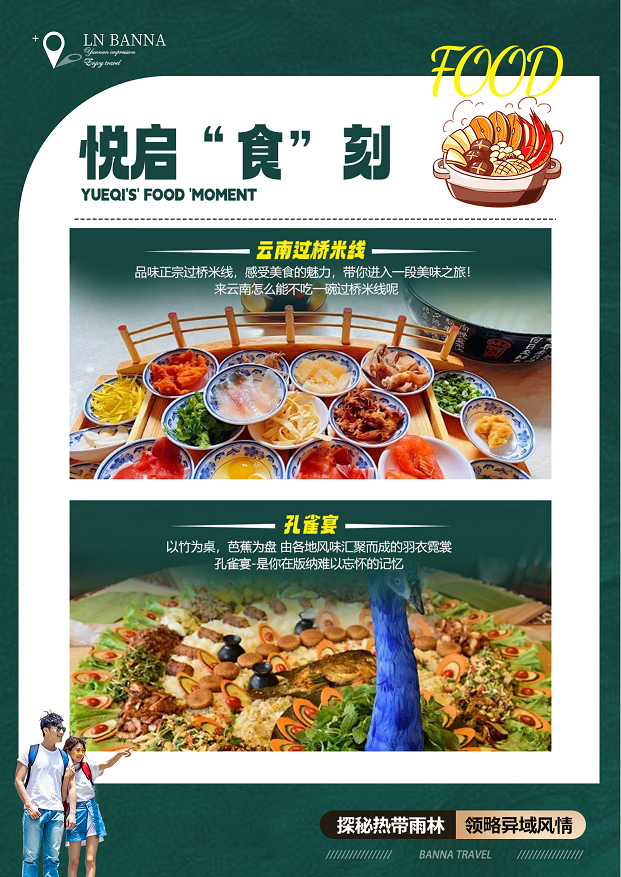 LN BANNA
Yunnan impression
Enjoy travel
FOOD
悦启“食”刻
YUEQI'S' FOOD 'MOMENT
云南过桥米线
品味正宗过桥米线，感受美食的魅力，带你进入一段美味之旅！
来云南怎么能不吃一碗过桥米线呢
孔雀宴
以竹为桌，芭蕉为盘 由各地风味汇聚而成的羽衣霓裳
孔雀宴-是你在版纳难以忘怀的记忆
探秘热带雨林 领略异域风情
////////////////// BANNA TRAVEL //////////////////